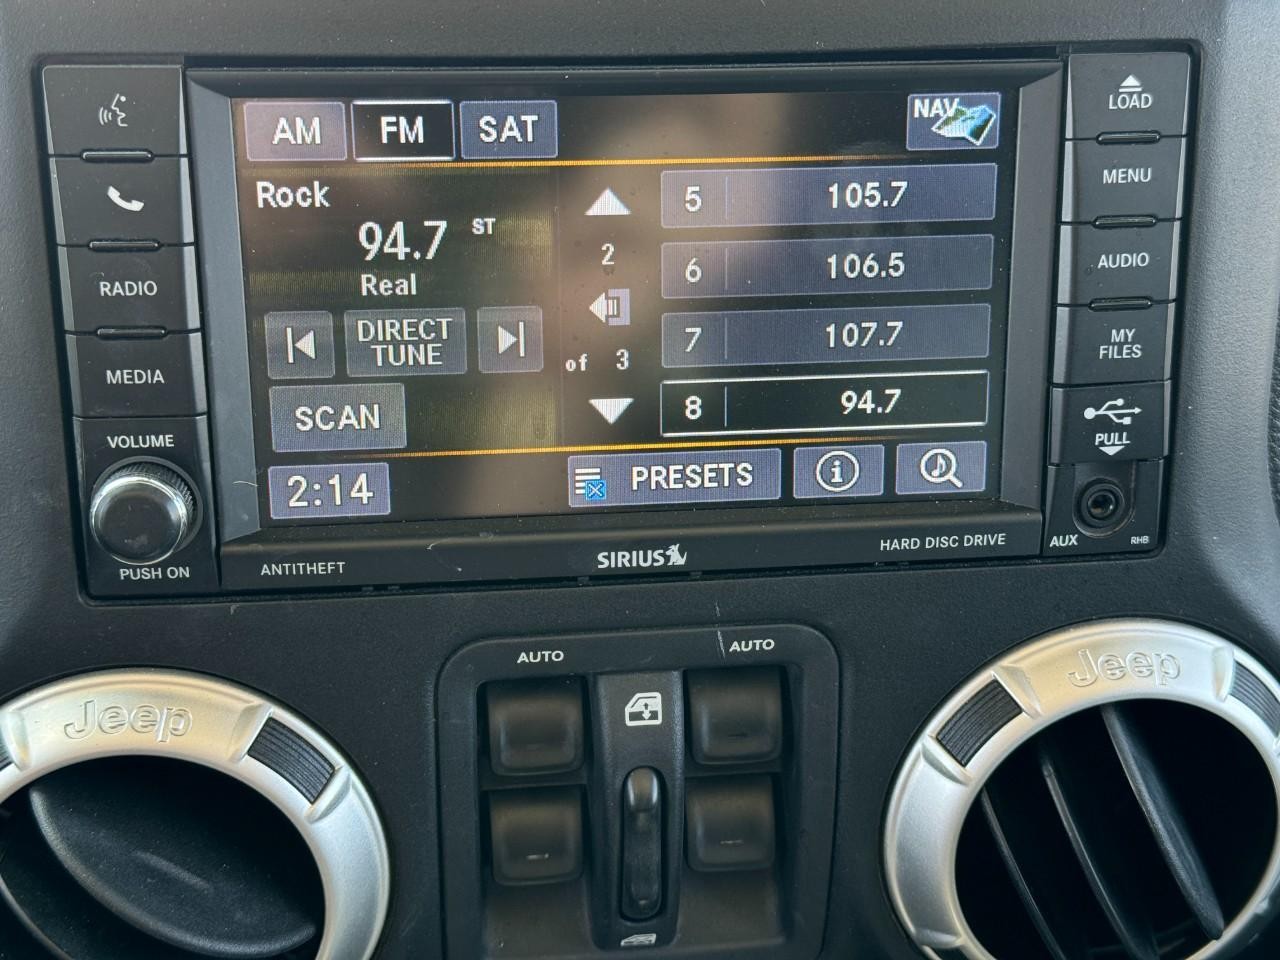 AM FM SAT NAV
Rock
94.7 ST
Real
DIRECT
TUNE
SCAN
2:14
2
of 3
5 105.7
6 106.5
7 107.7
8 94.7
PRESETS
RADIO
MEDIA
VOLUME
PUSH ON
LOAD
MENU
AUDIO
MY
FILES
PULL
AUX
RHB
ANTITHEFT
SIRIUS
HARD DISC DRIVE
AUTO
AUTO
Jeep
Jeep